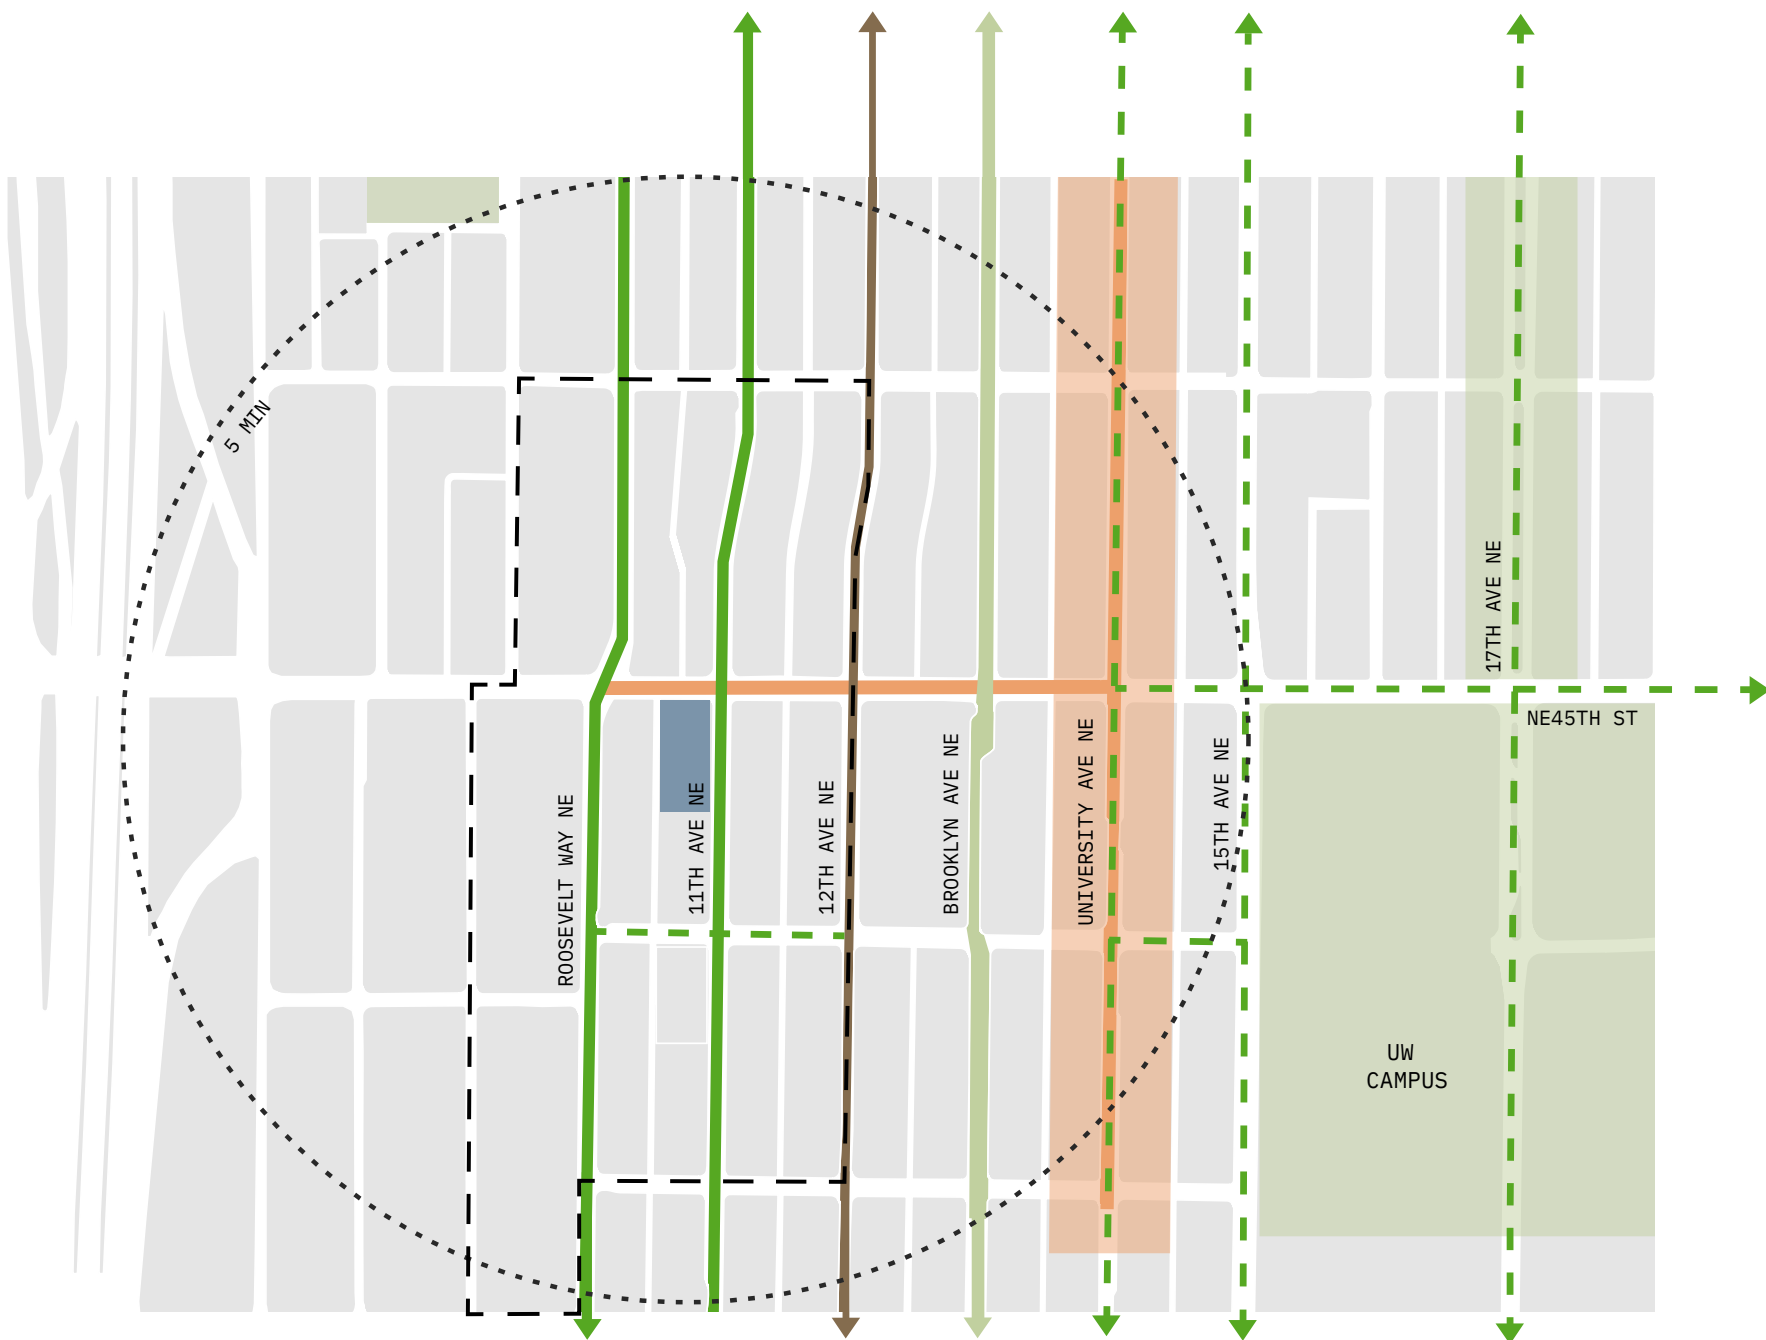 5 MIN
17TH AVE NE
NE45TH ST
ROOSEVELT WAY NE
11TH AVE NE
12TH AVE NE
BROOKLYN AVE NE
UNIVERSITY AVE NE
15TH AVE NE
UW
CAMPUS